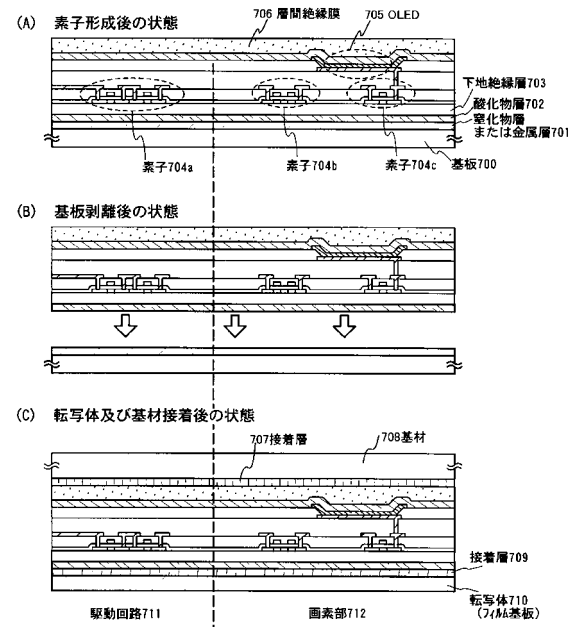 (A) 素子形成後の状態
706 層間絶縁膜
705 OLED
下地絶縁層703
酸化物層702
窒化物層
または金属層701
素子704a
素子704b
素子704c
基板700
(B) 基板剥離後の状態
(C) 転写体及び基材接着後の状態
707接着層
708基材
接着層709
転写体710
(フィルム基板)
駆動回路711
画素部712